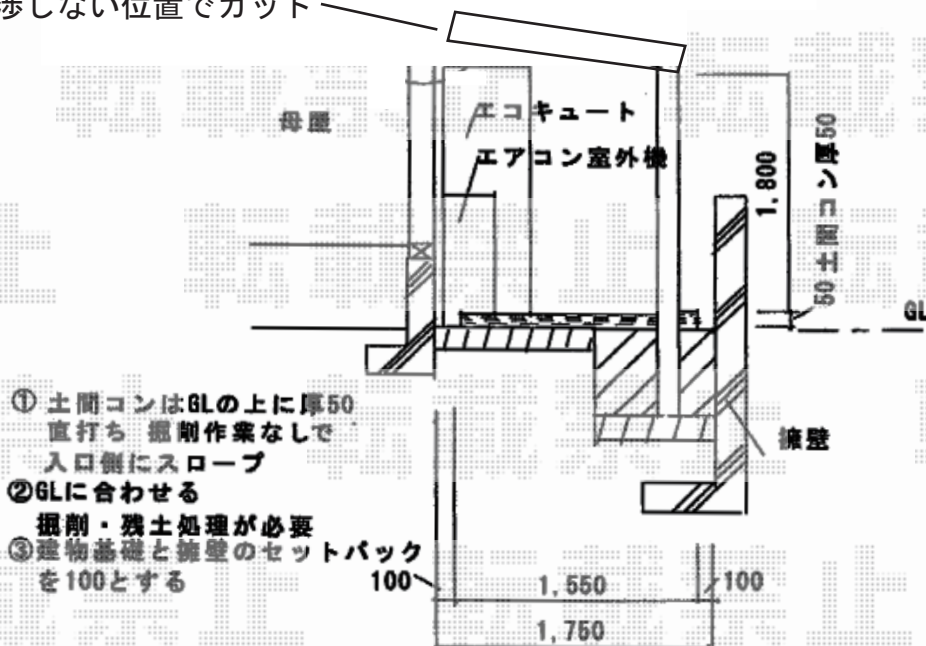 渉しない位置でカット
母屋
エコキュート
エアコン室外機
1,800
50
土間コン厚50
GL
① 土間コンはGLの上に厚50
直打ち 掘削作業なしで
入口側にスロープ
②GLに合わせる
掘削・残土処理が必要
③建物基礎と擁壁のセットバック
を100とする
擁壁
100
1,550
100
1,750